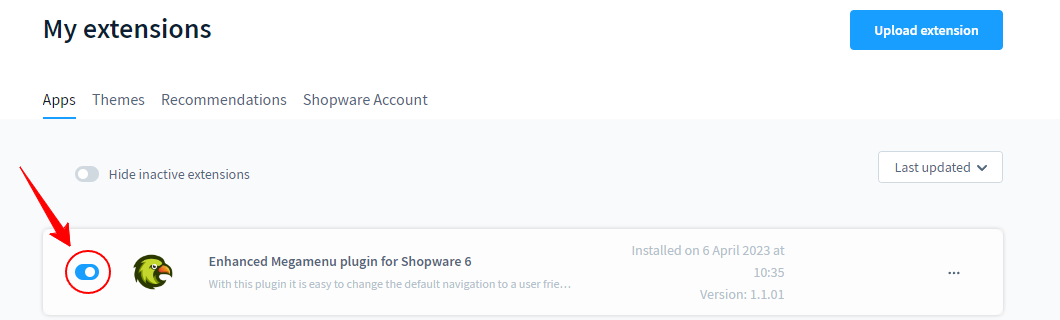 My extensions
Upload extension
Apps Themes Recommendations Shopware Account
Hide inactive extensions
Last updated
Enhanced Megamenu plugin for Shopware 6
With this plugin it is easy to change the default navigation to a user frie…
Installed on 6 April 2023 at
10:35
Version: 1.1.01